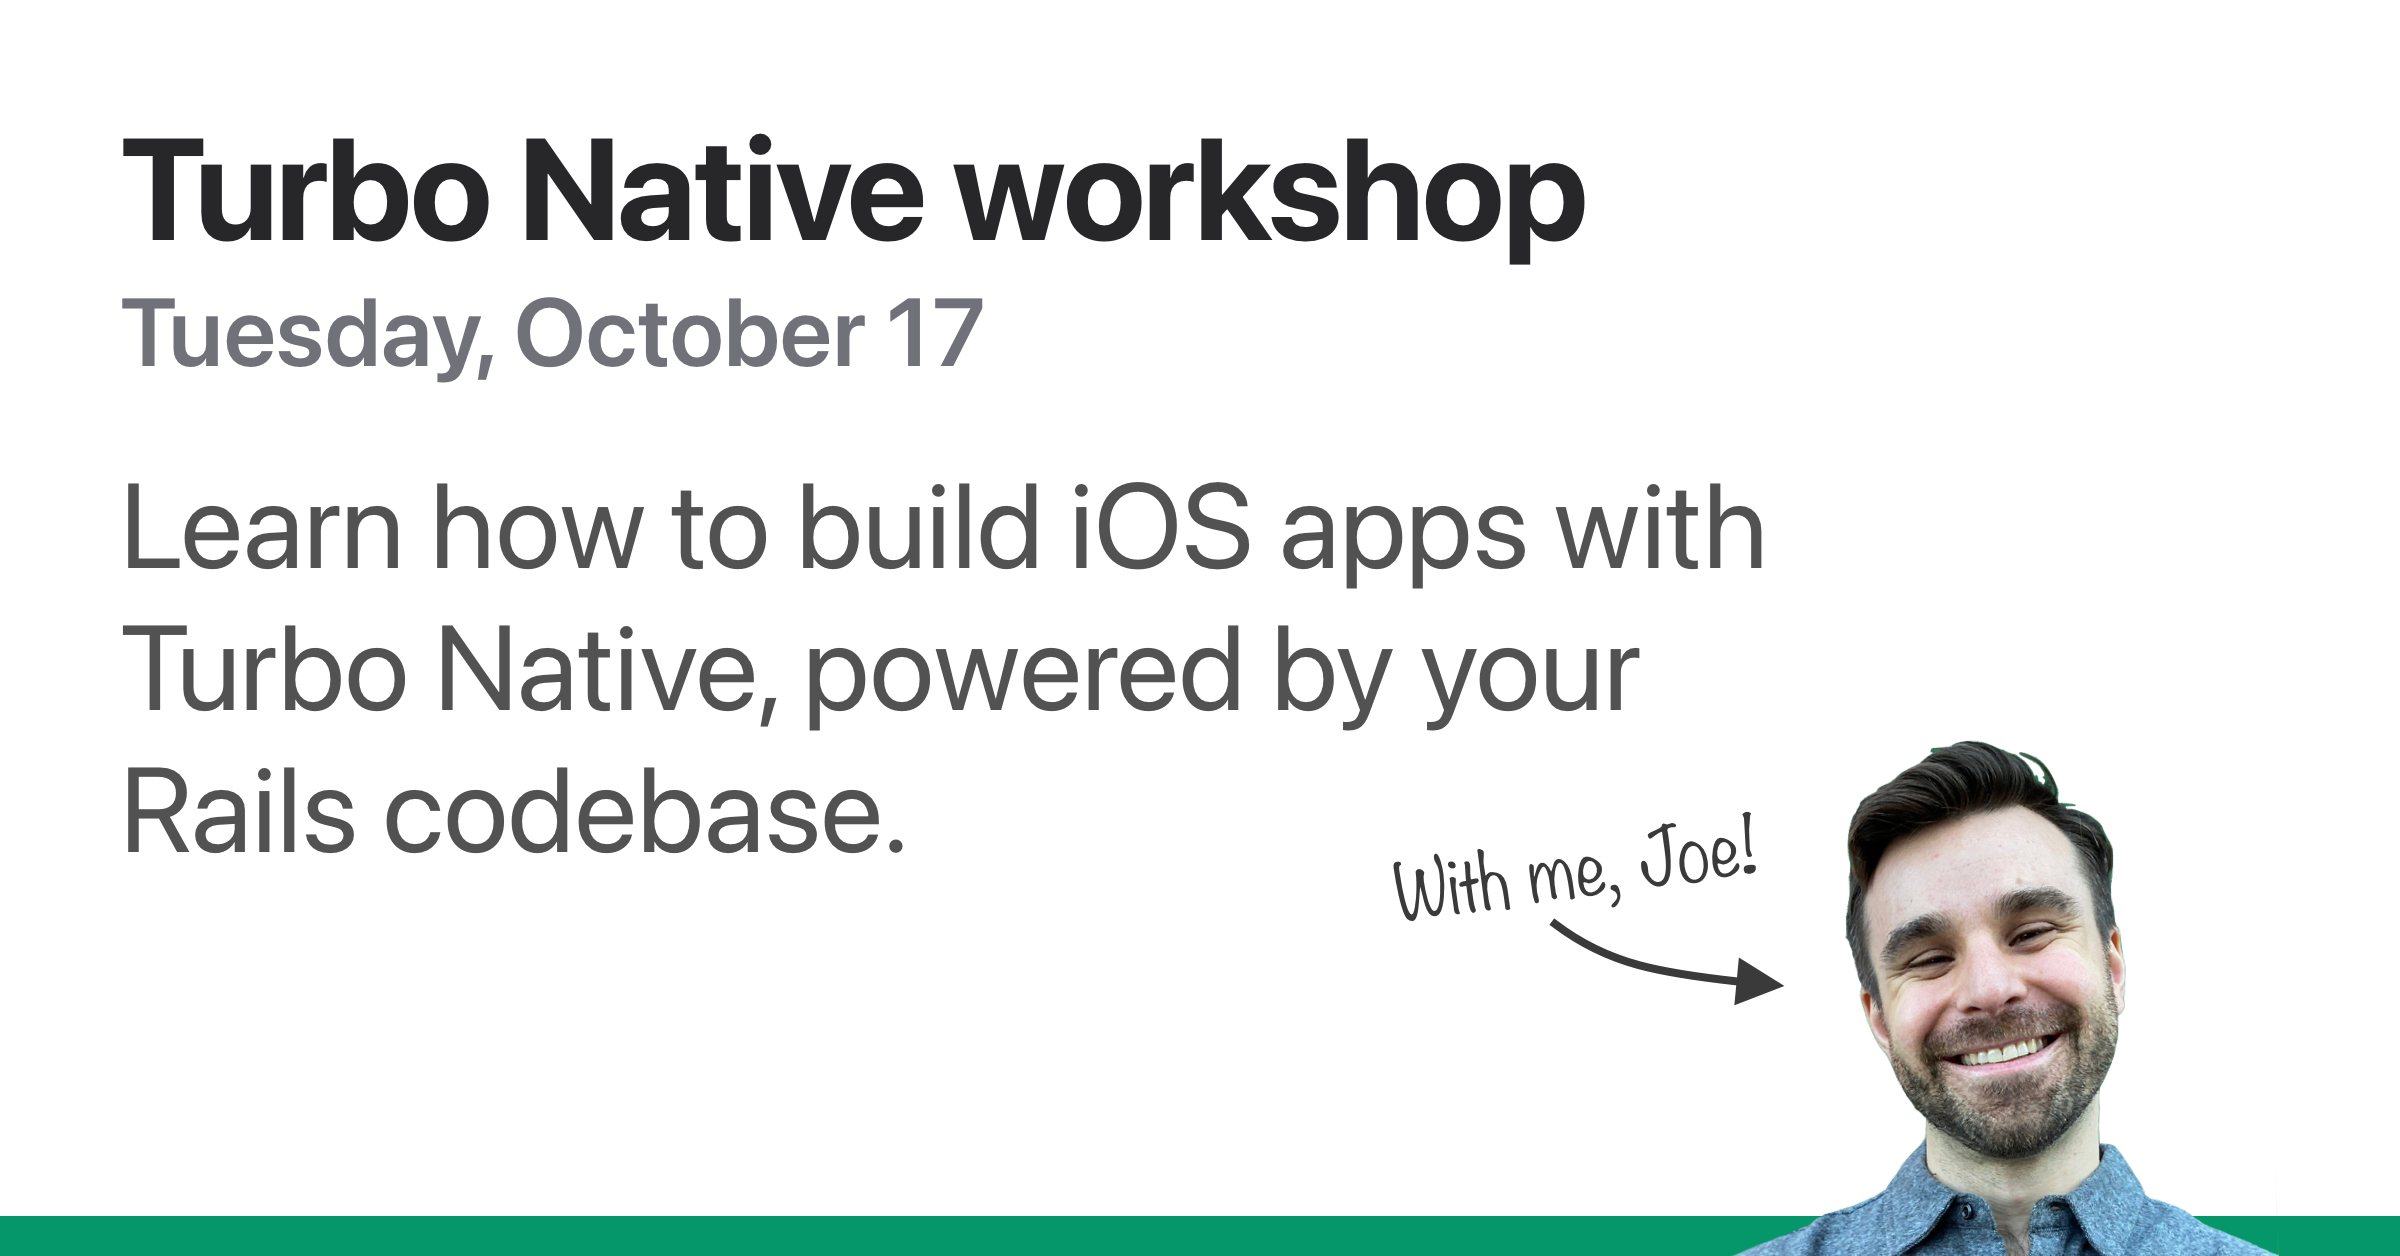 Turbo Native workshop
Tuesday, October 17
Learn how to build iOS apps with
Turbo Native, powered by your
Rails codebase.
With me, Joe!